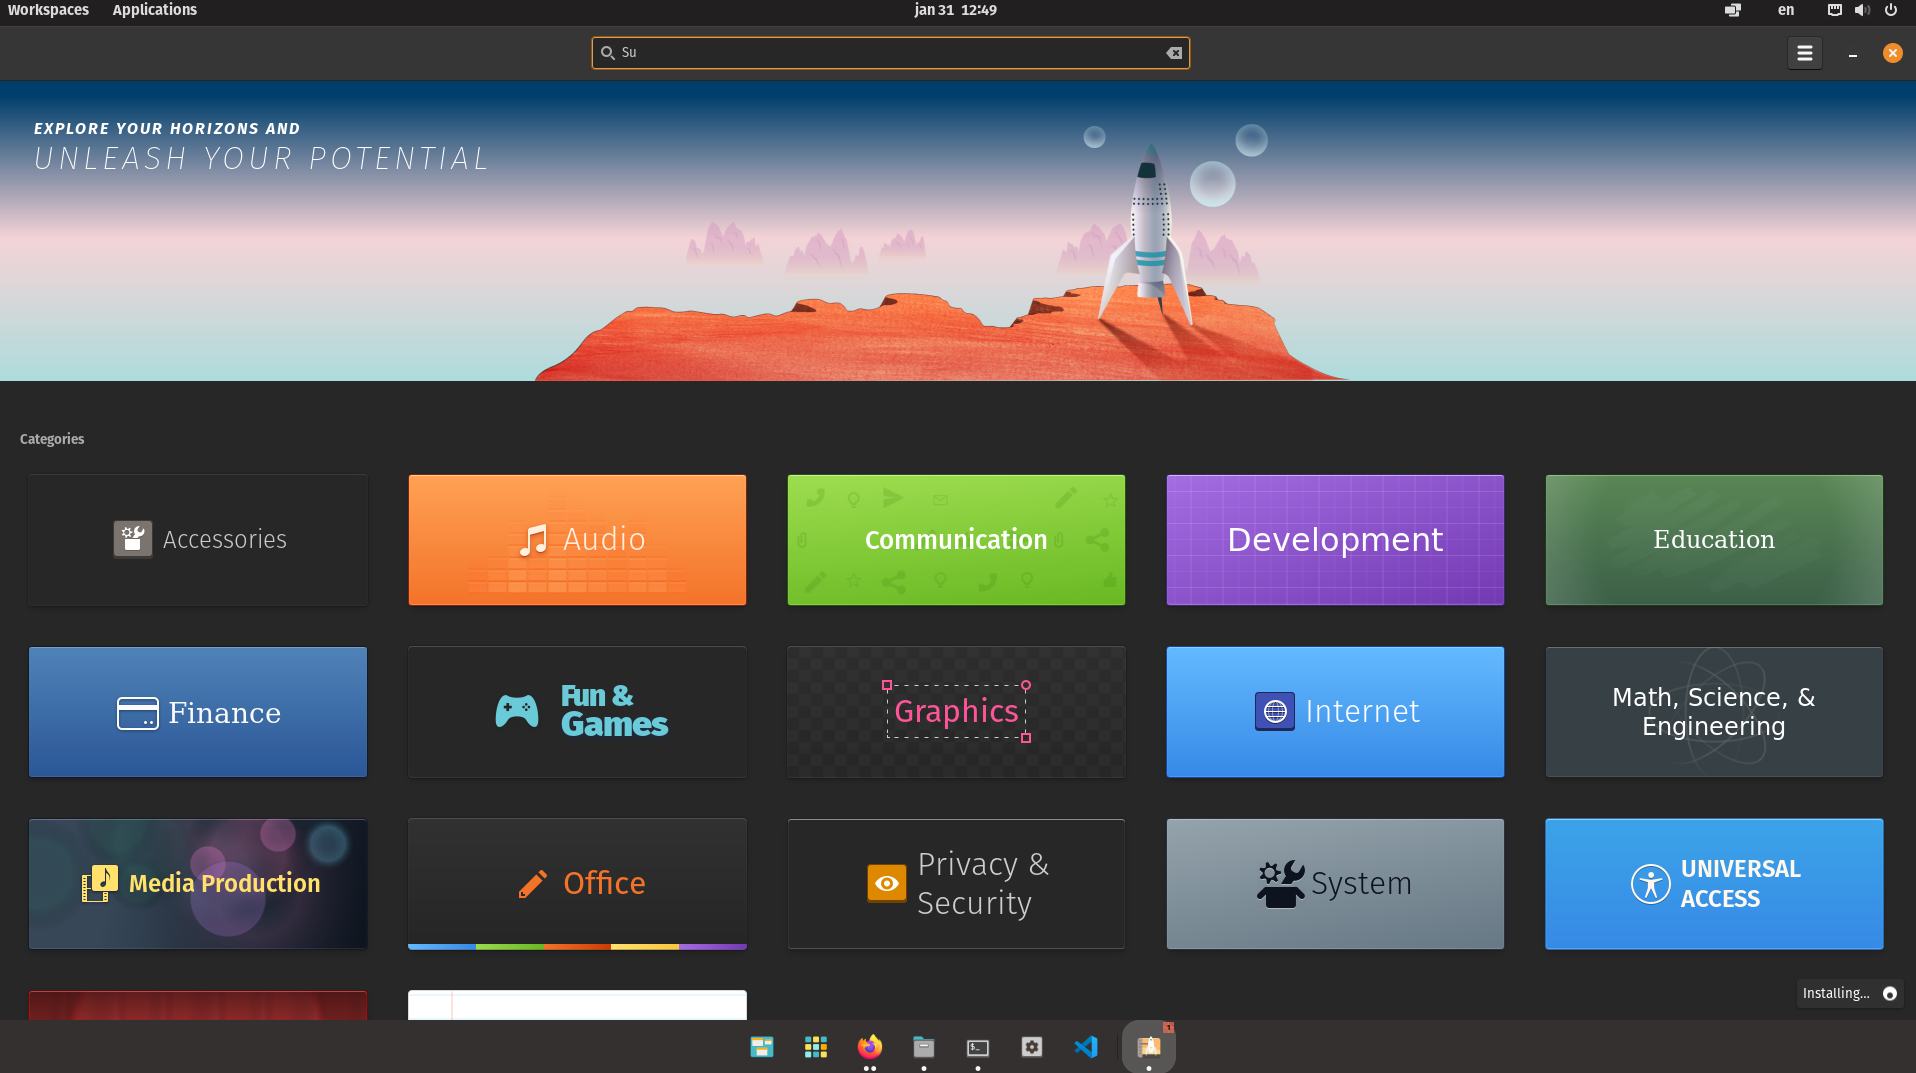 Workspaces
Applications
jan 31 12:49
en
Su
EXPLORE YOUR HORIZONS AND
UNLEASH YOUR POTENTIAL
Categories
Accessories
Audio
Communication
Development
Education
Finance
Fun &
Games
Graphics
Internet
Math, Science, &
Engineering
Media Production
Office
Privacy &
Security
System
UNIVERSAL
ACCESS
Installing...
$_
1